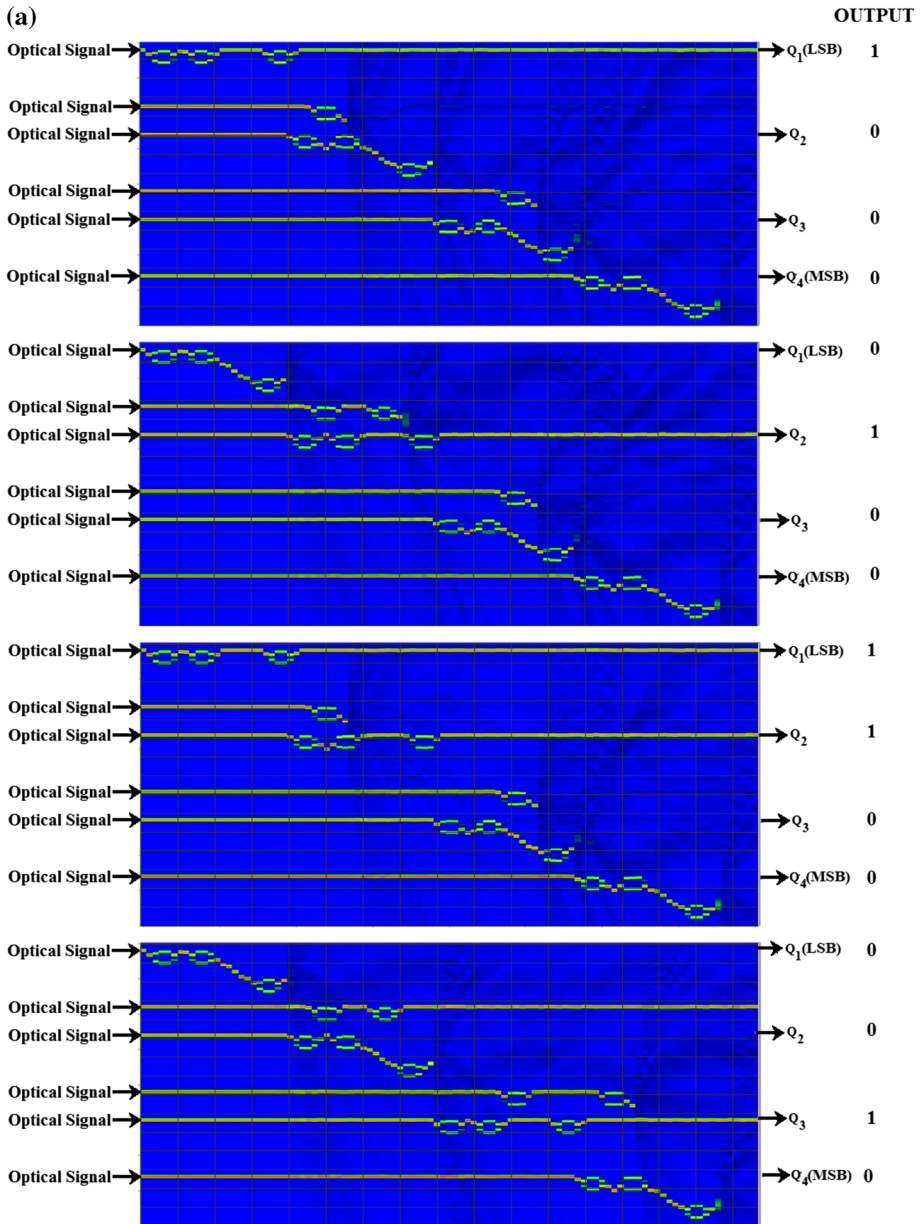 (a) OUTPUT
Optical Signal Q1(LSB) 1
Optical Signal
Optical Signal Q2 0
Optical Signal
Optical Signal Q3 0
Optical Signal Q4(MSB) 0
Optical Signal Q1(LSB) 0
Optical Signal
Optical Signal Q2 1
Optical Signal
Optical Signal Q3 0
Optical Signal Q4(MSB) 0
Optical Signal Q1(LSB) 1
Optical Signal
Optical Signal Q2 1
Optical Signal
Optical Signal Q3 0
Optical Signal Q4(MSB) 0
Optical Signal Q1(LSB) 0
Optical Signal
Optical Signal Q2 0
Optical Signal
Optical Signal Q3 1
Optical Signal Q4(MSB) 0